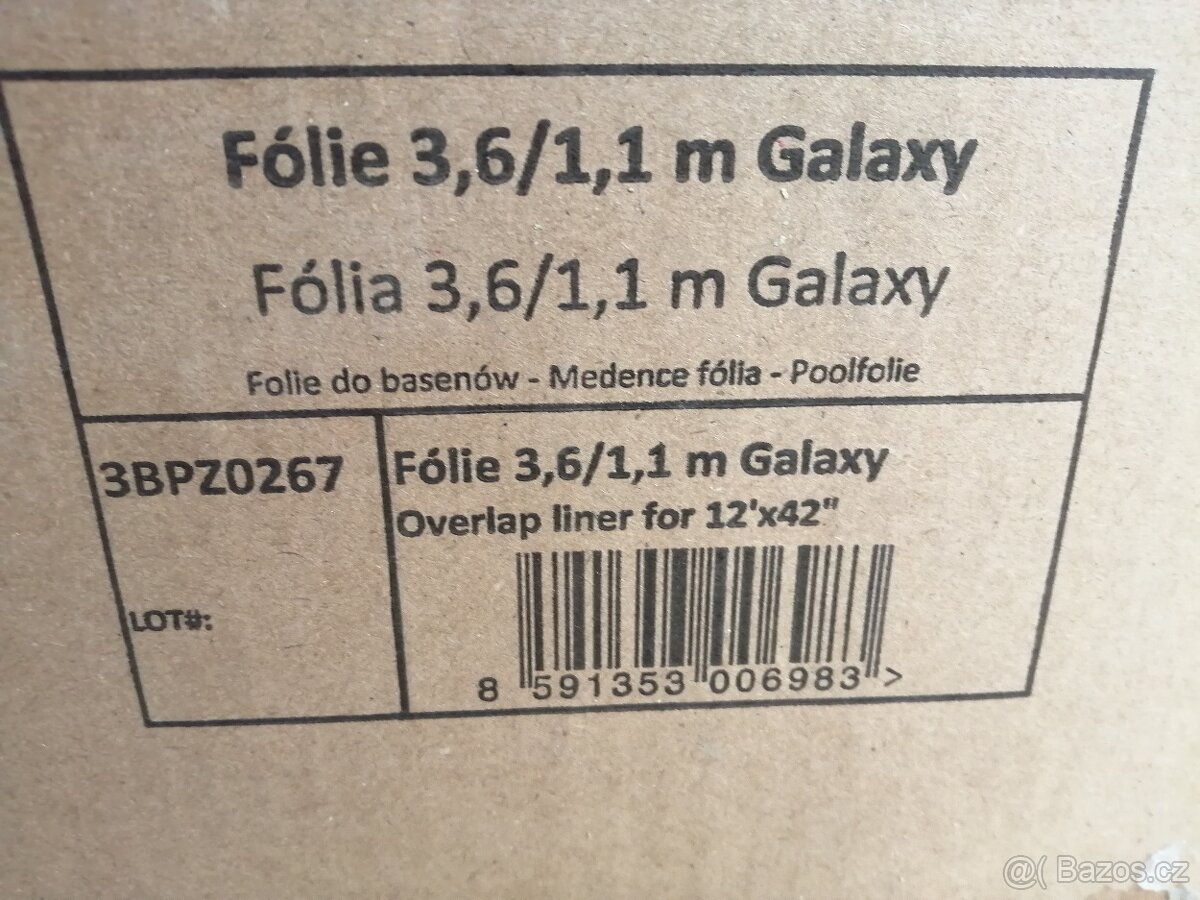 Fólie 3,6/1,1 m Galaxy
Fólia 3,6/1,1 m Galaxy
Folie do basenów - Medence fólia - Poolfolie
3BPZ0267
LOT#:
Fólie 3,6/1,1 m Galaxy
Overlap liner for 12'x42"
8 591353 006983 >
@( Bazos.cz